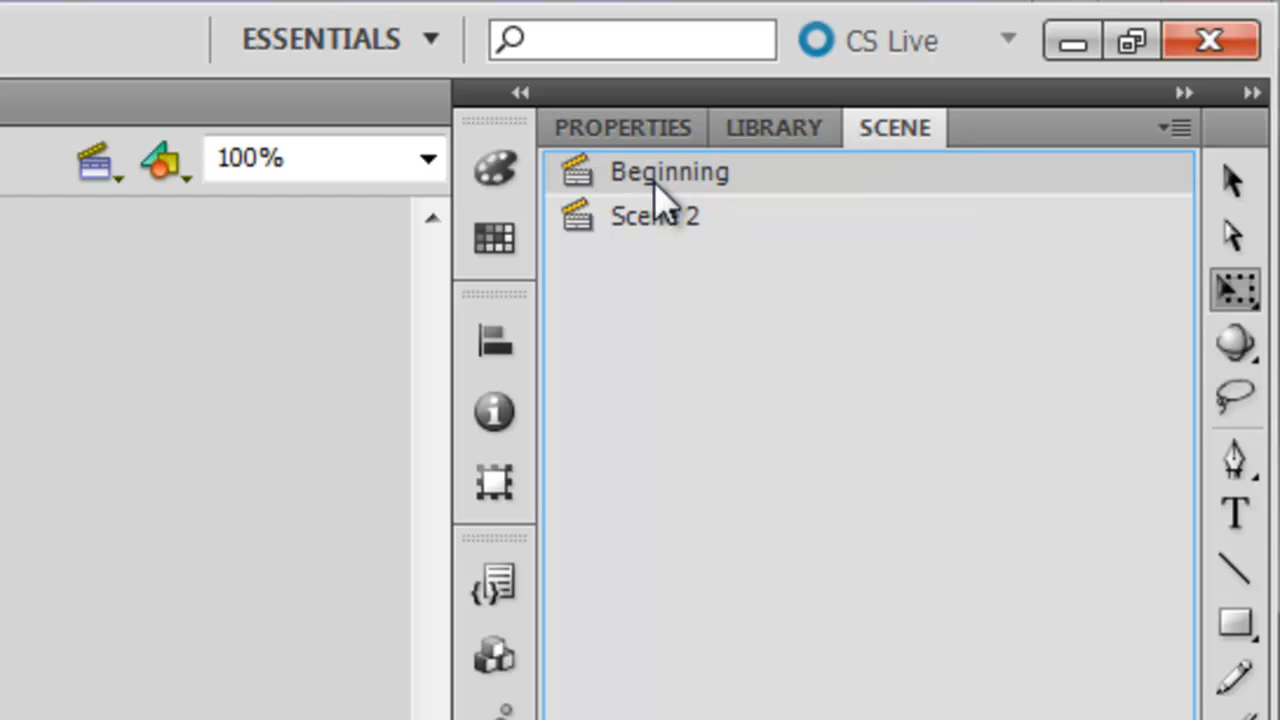 ESSENTIALS
CS Live
PROPERTIES LIBRARY SCENE
100%
Beginning
Scene 2
T